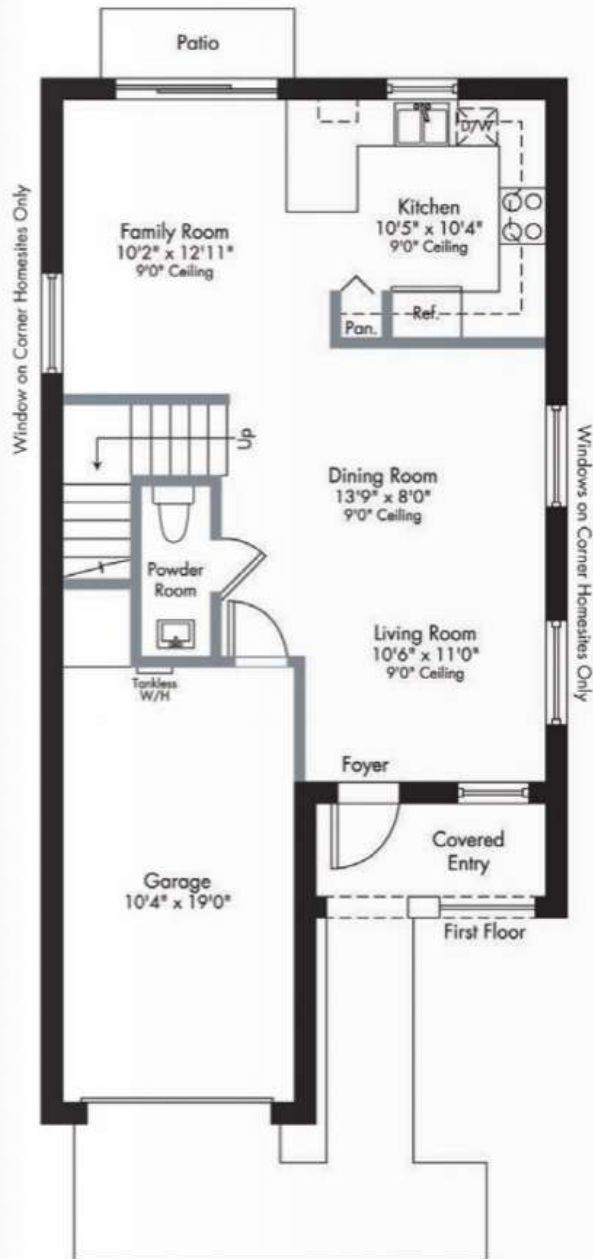 Patio
Window on Corner Homesites Only
Family Room
10'2" x 12'11"
9'0" Ceiling
D/W
Kitchen
10'5" x 10'4"
9'0" Ceiling
Pan.
Ref.
Up
Dining Room
13'9" x 8'0"
9'0" Ceiling
Windows on Corner Homesites Only
Powder
Room
Living Room
10'6" x 11'0"
9'0" Ceiling
Tankless
W/H
Foyer
Covered
Entry
Garage
10'4" x 19'0"
First Floor